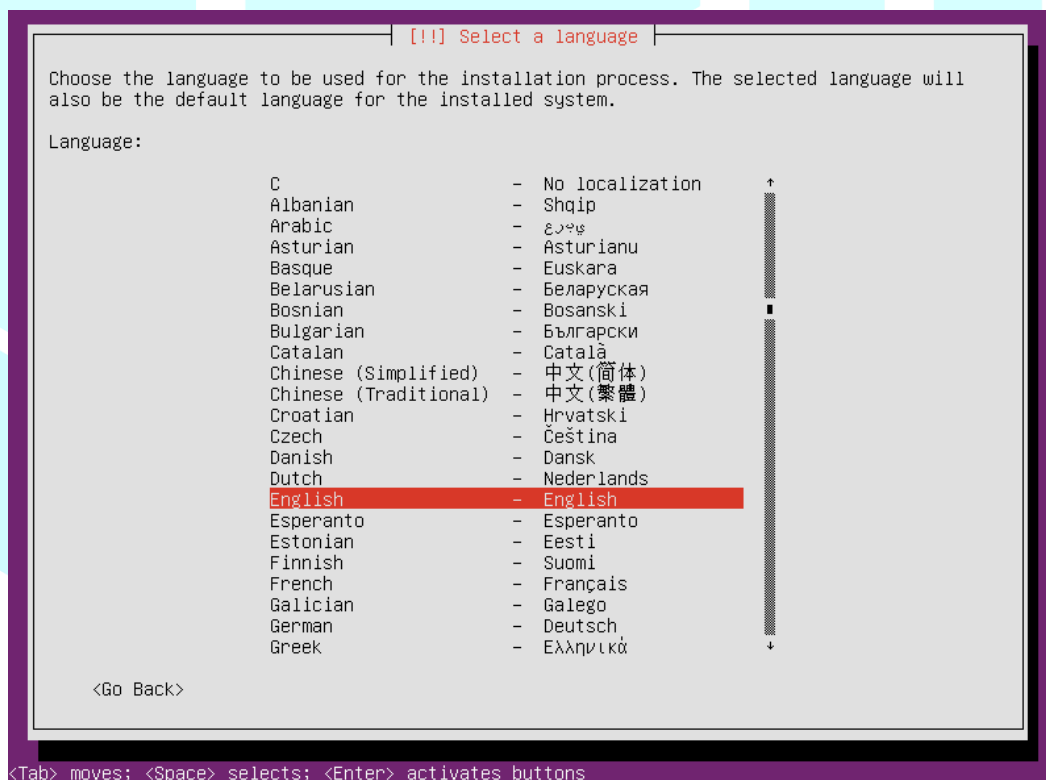 [!!] Select a language
Choose the language to be used for the installation process. The selected language will
also be the default language for the installed system.
Language:
C - No localization
Albanian - Shqip
Arabic - عربي
Asturian - Asturianu
Basque - Euskara
Belarusian - Беларуская
Bosnian - Bosanski
Bulgarian - Български
Catalan - Català
Chinese (Simplified) - 中文(简体)
Chinese (Traditional) - 中文(繁體)
Croatian - Hrvatski
Czech - Čeština
Danish - Dansk
Dutch - Nederlands
English - English
Esperanto - Esperanto
Estonian - Eesti
Finnish - Suomi
French - Français
Galician - Galego
German - Deutsch
Greek - Ελληνικά
<Go Back>
<Tab> moves; <Space> selects; <Enter> activates buttons